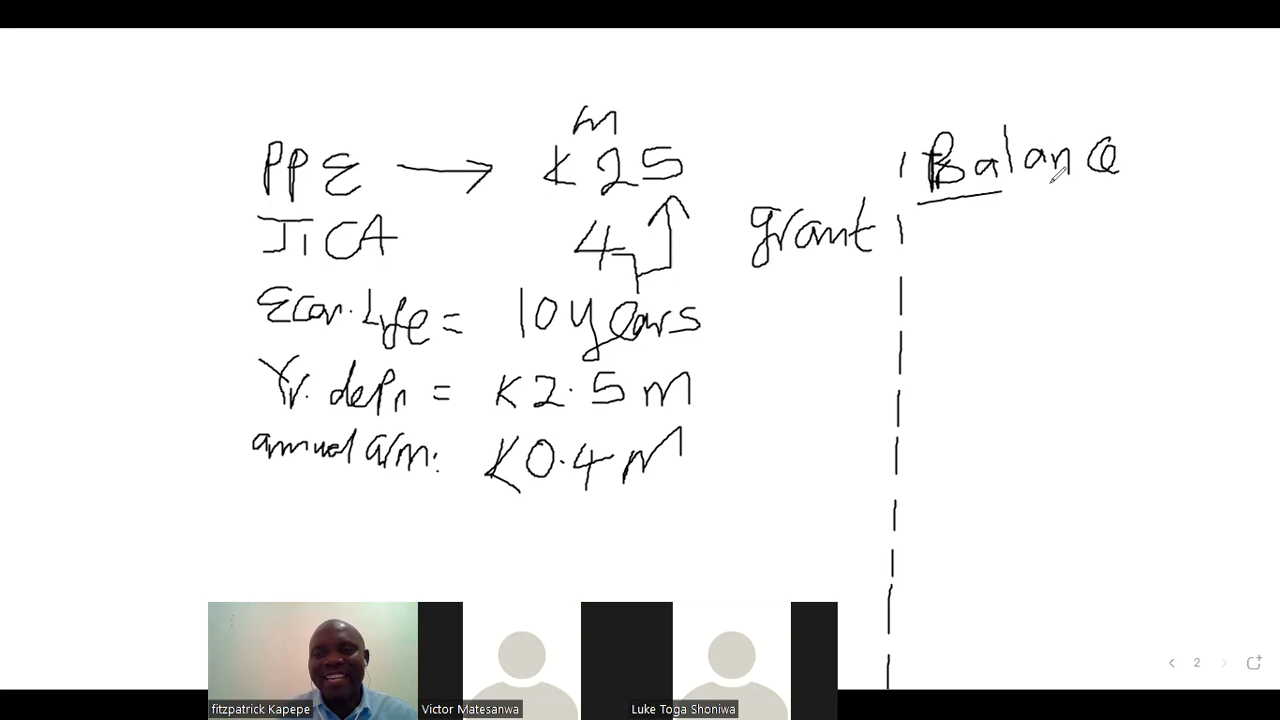 m
PPE → K25
JICA 4 grant
Econ. Life = 10 years
Yr. depn = K2.5m
annual
K0.4m
Balance
2
fitzpatrick Kapepe
Victor Matesanwa
Luke Toga Shoniwa